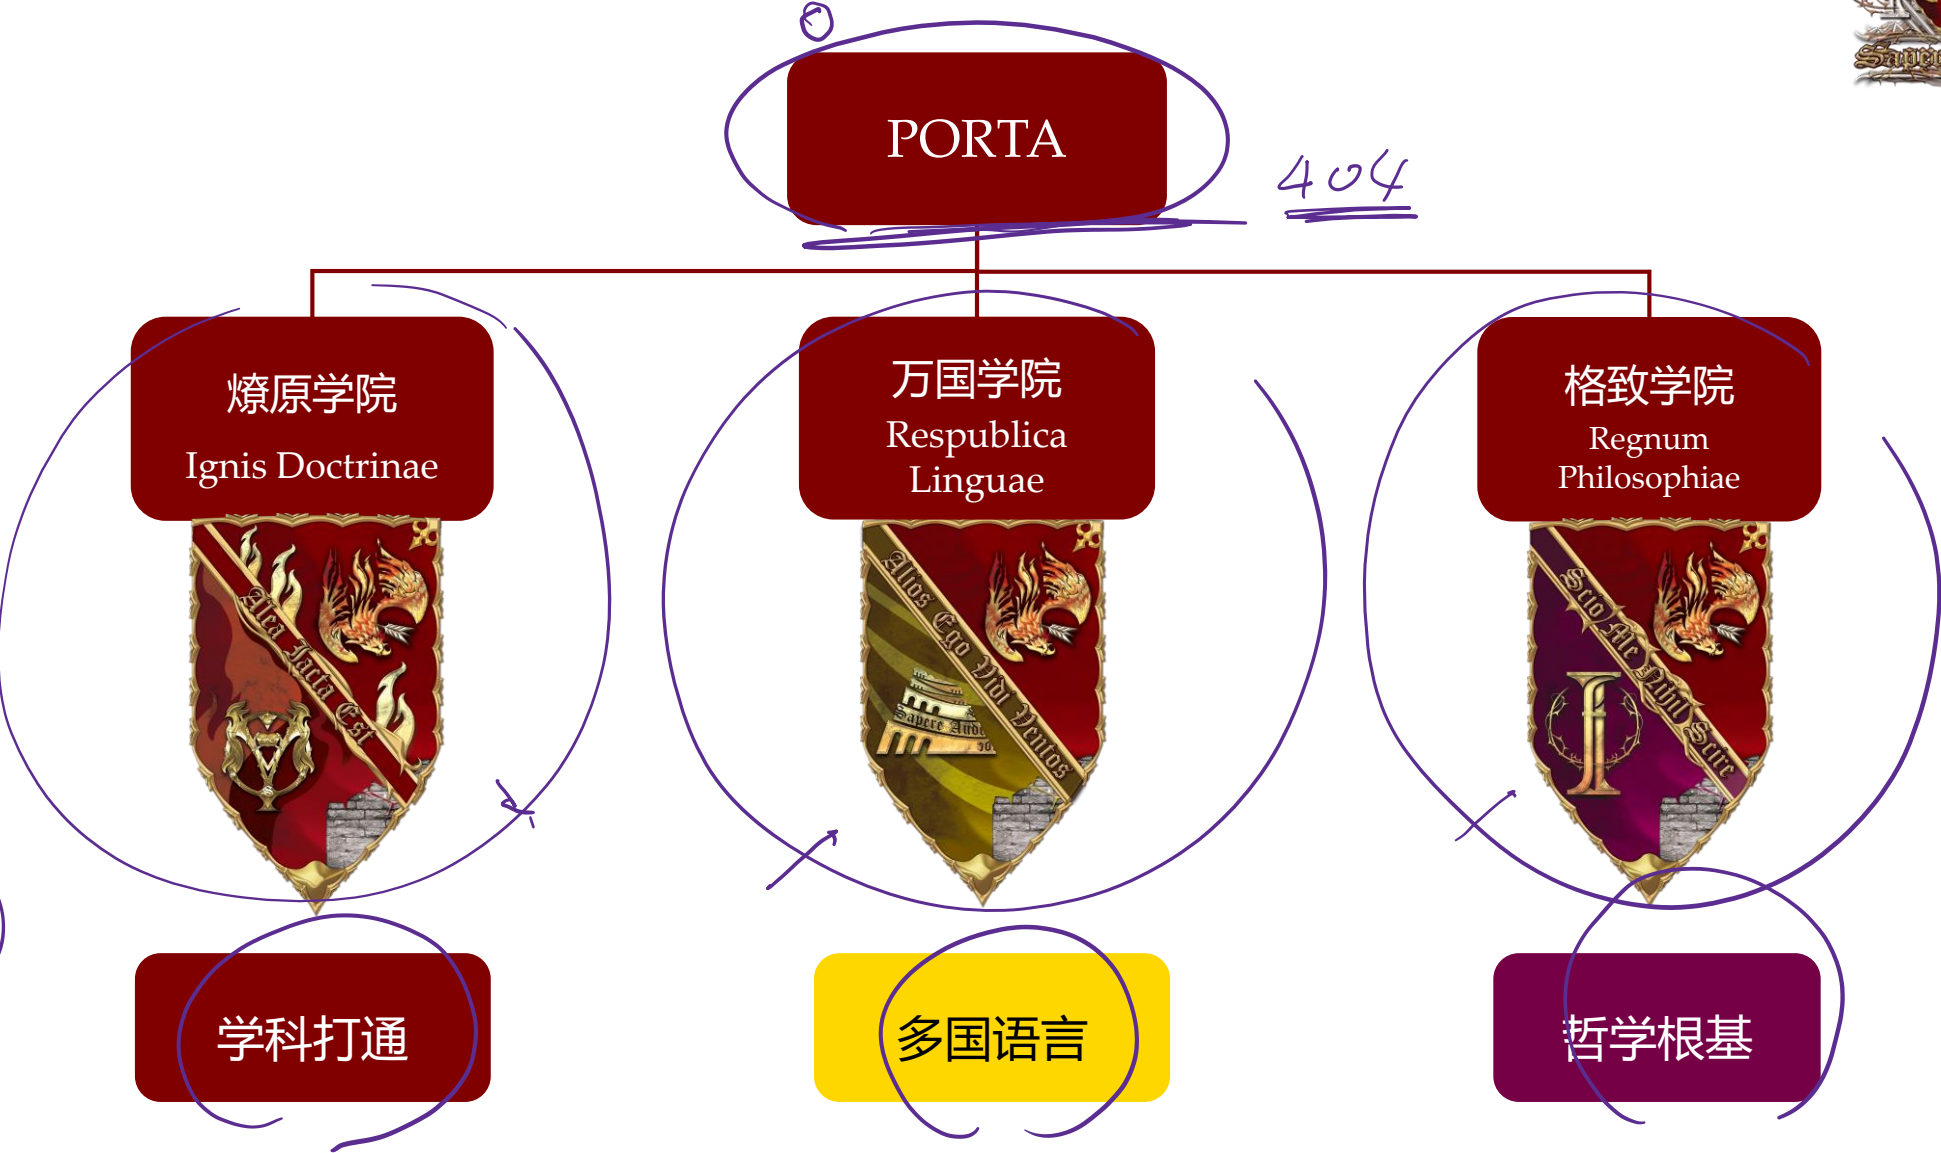 PORTA
404
燎原学院
Ignis Doctrinae
万国学院
Respublica
Linguae
格致学院
Regnum
Philosophiae
Alea Jacta Est
Alios Ego Vidi Ventos
Sapere Aude
Scio Me Nihil Scire
学科打通
多国语言
哲学根基